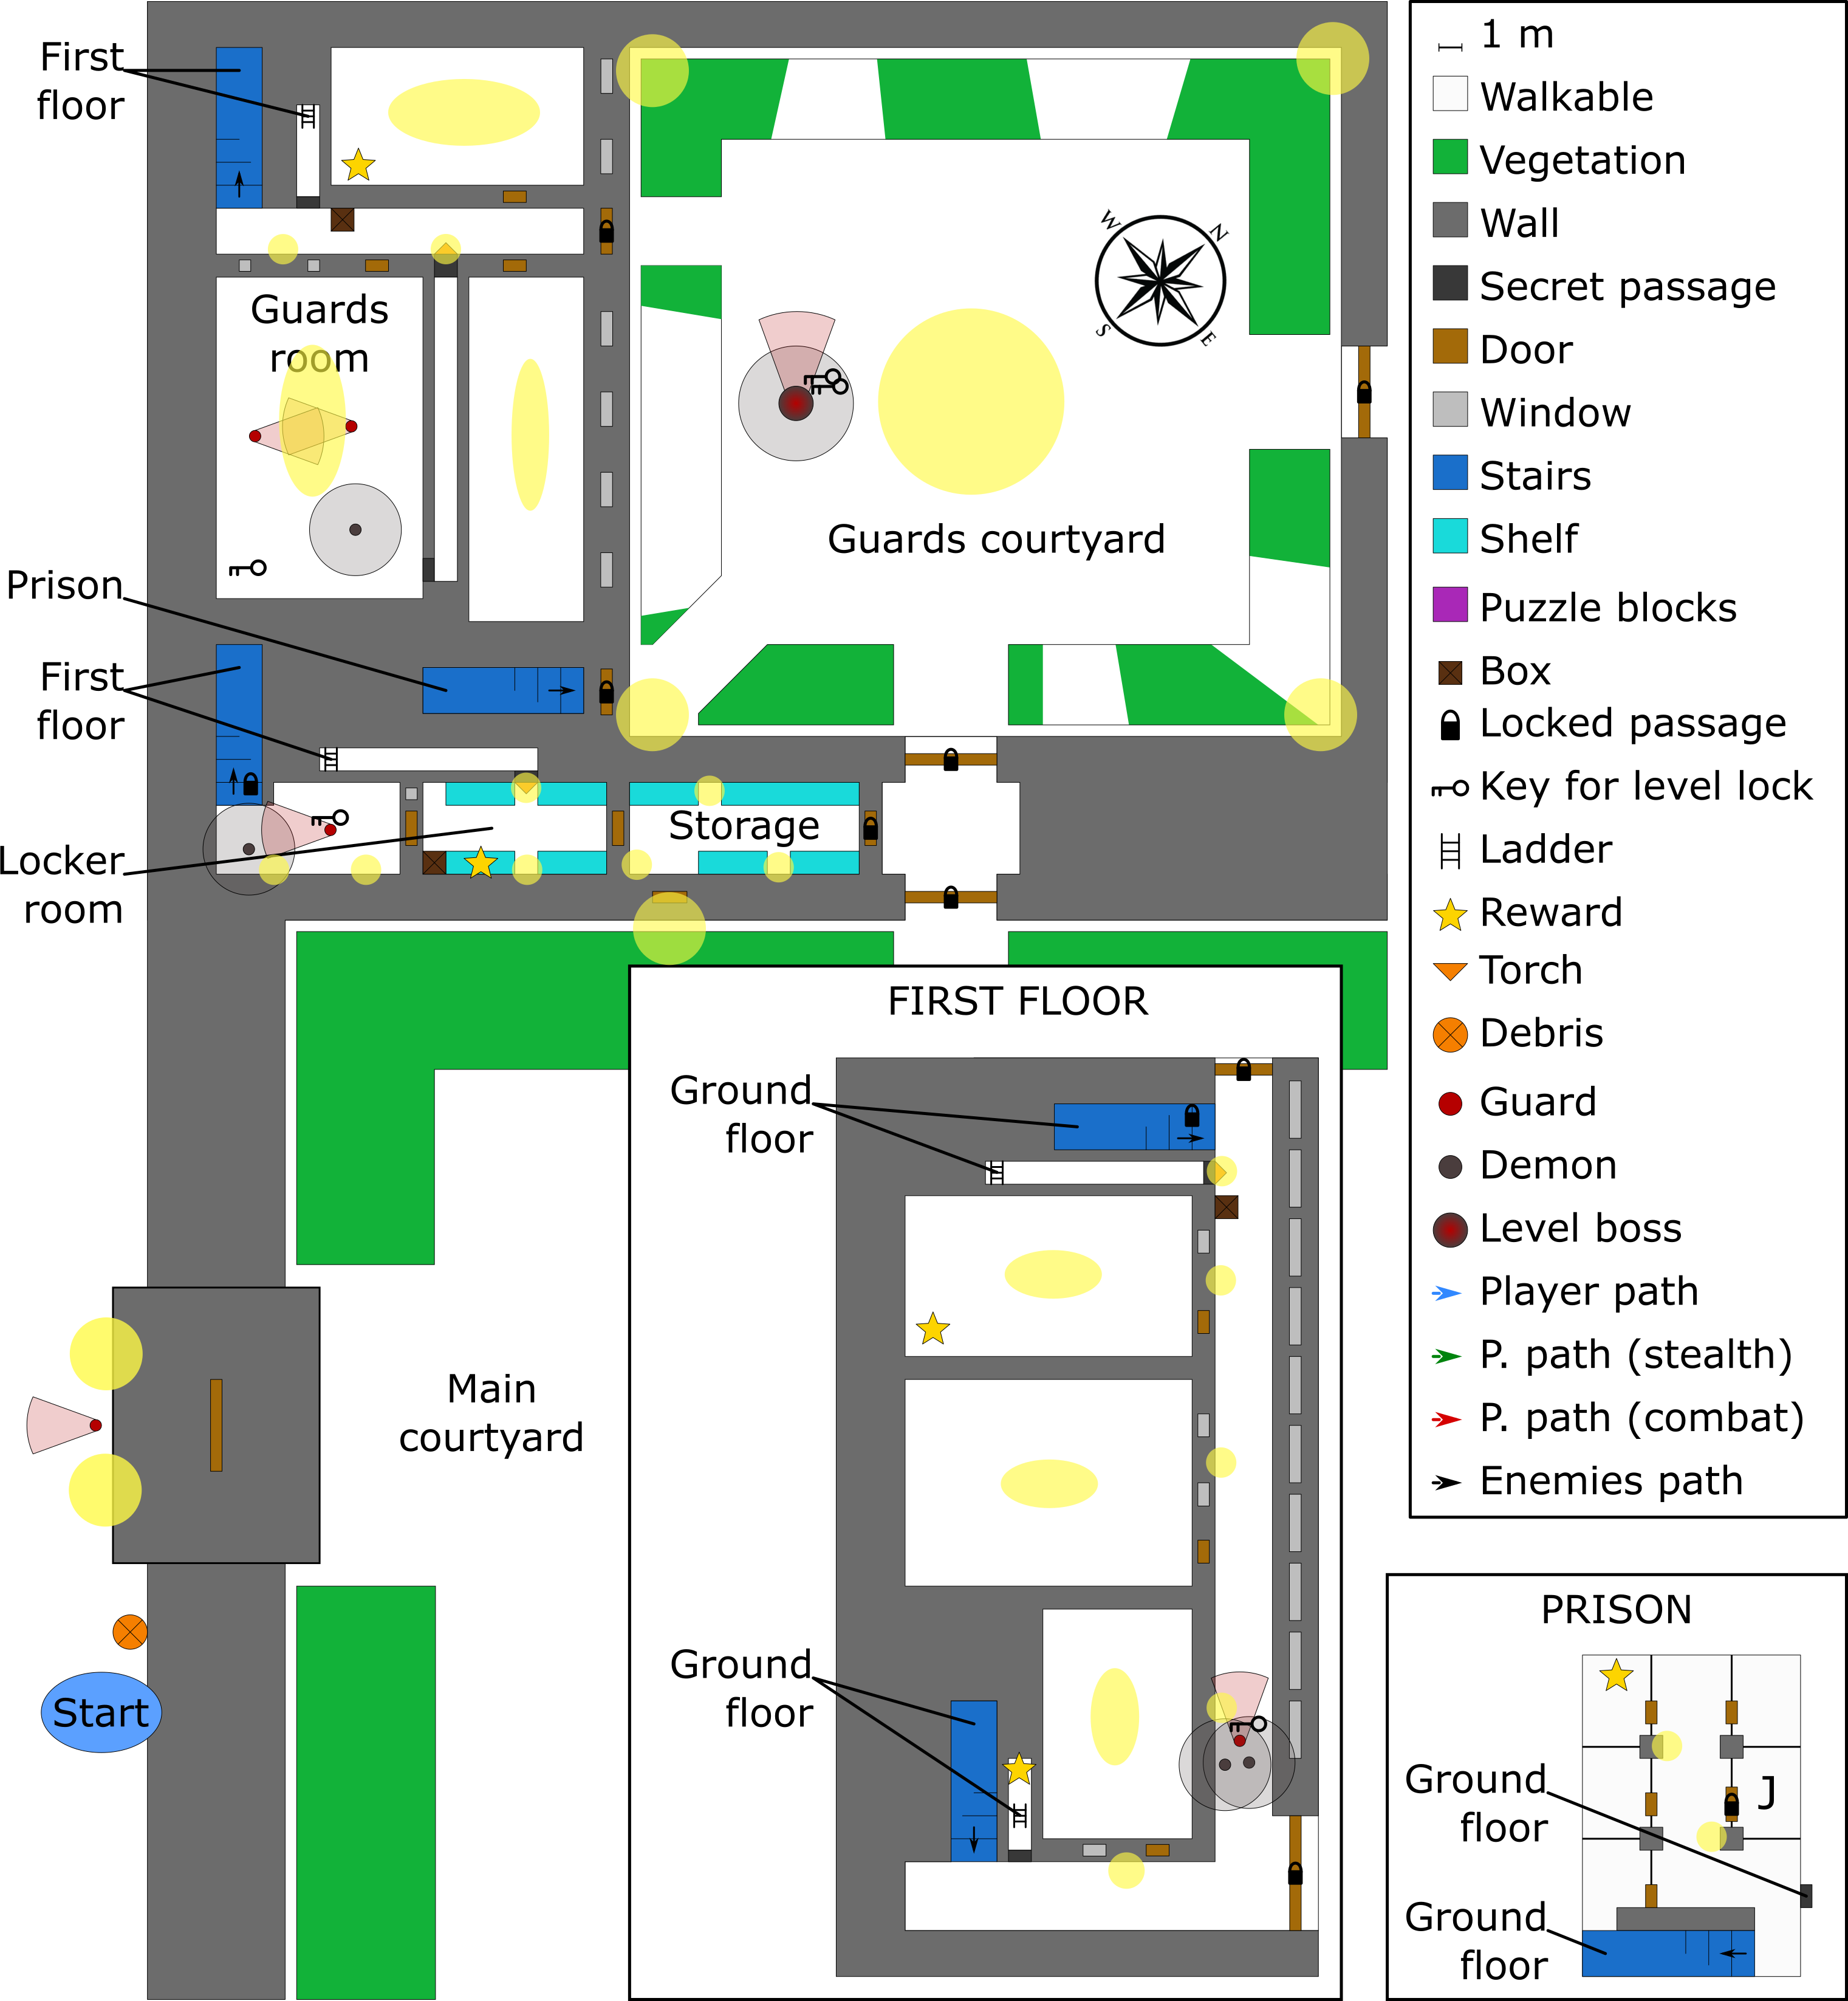 First
floor
Guards
room
Prison
First
floor
Locker
room
Storage
Guards courtyard
W
N
S
E
Main
courtyard
Start
FIRST FLOOR
Ground
floor
Ground
floor
1 m
Walkable
Vegetation
Wall
Secret passage
Door
Window
Stairs
Shelf
Puzzle blocks
Box
Locked passage
Key for level lock
Ladder
Reward
Torch
Debris
Guard
Demon
Level boss
Player path
P. path (stealth)
P. path (combat)
Enemies path
PRISON
J
Ground
floor
Ground
floor